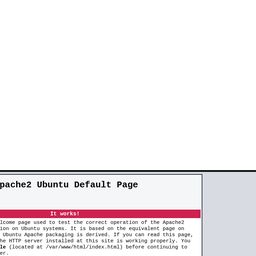 pache2 Ubuntu Default Page
It works!
lcome page used to test the correct operation of the Apache2
ion on Ubuntu systems. It is based on the equivalent page on
Ubuntu Apache packaging is derived. If you can read this page,
he HTTP server installed at this site is working properly. You
le (located at /var/www/html/index.html) before continuing to
er.